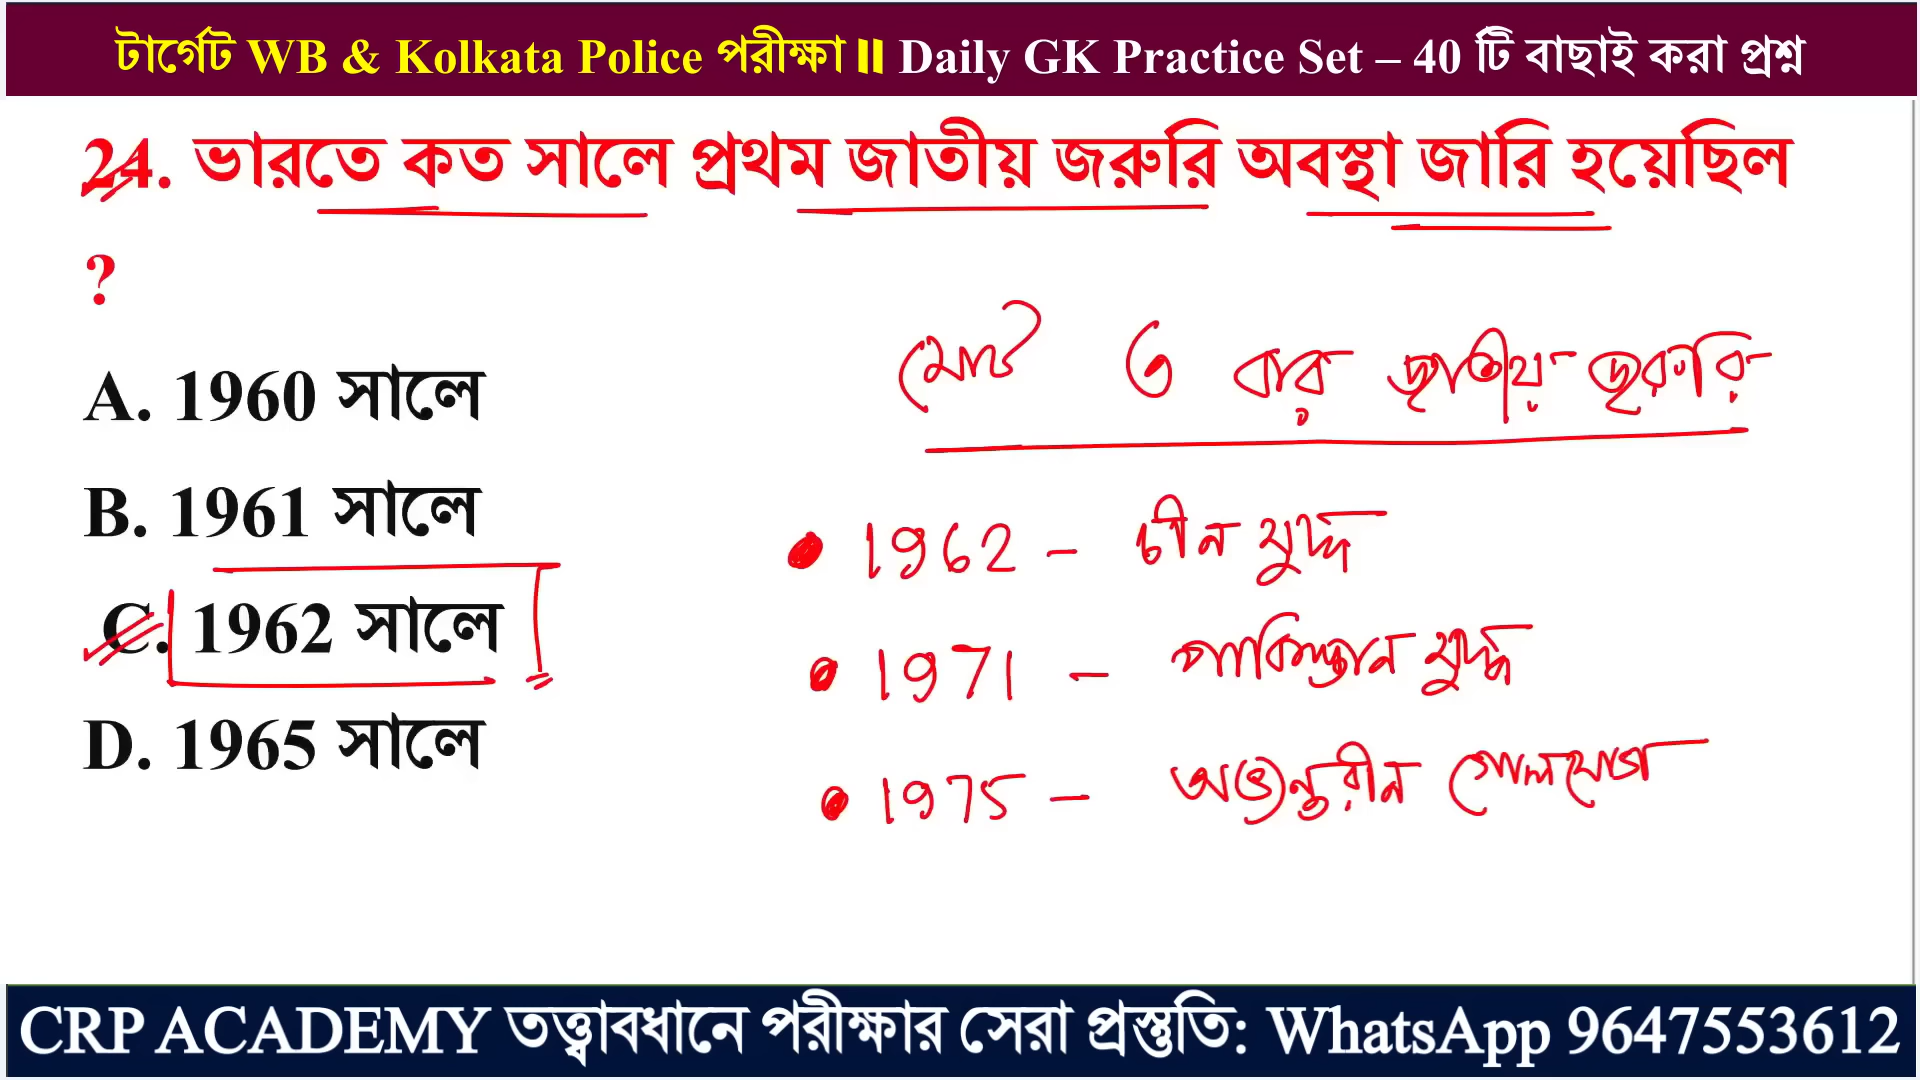 টার্গেট WB & Kolkata Police পরীক্ষা॥ Daily GK Practice Set – 40 টি বাছাই করা প্রশ্ন
24. ভারতে কত সালে প্রথম জাতীয় জরুরি অবস্থা জারি হয়েছিল
?
মোট ৩ বার জাতীয় জরুরি
A. 1960 সালে
B. 1961 সালে
C. 1962 সালে
D. 1965 সালে
1962 – চীন যুদ্ধ
1971 – পাকিস্তান যুদ্ধ
1975 – অভ্যন্তরীন গোলযোগ
CRP ACADEMY তত্ত্বাবধানে পরীক্ষার সেরা প্রস্তুতি: WhatsApp 9647553612